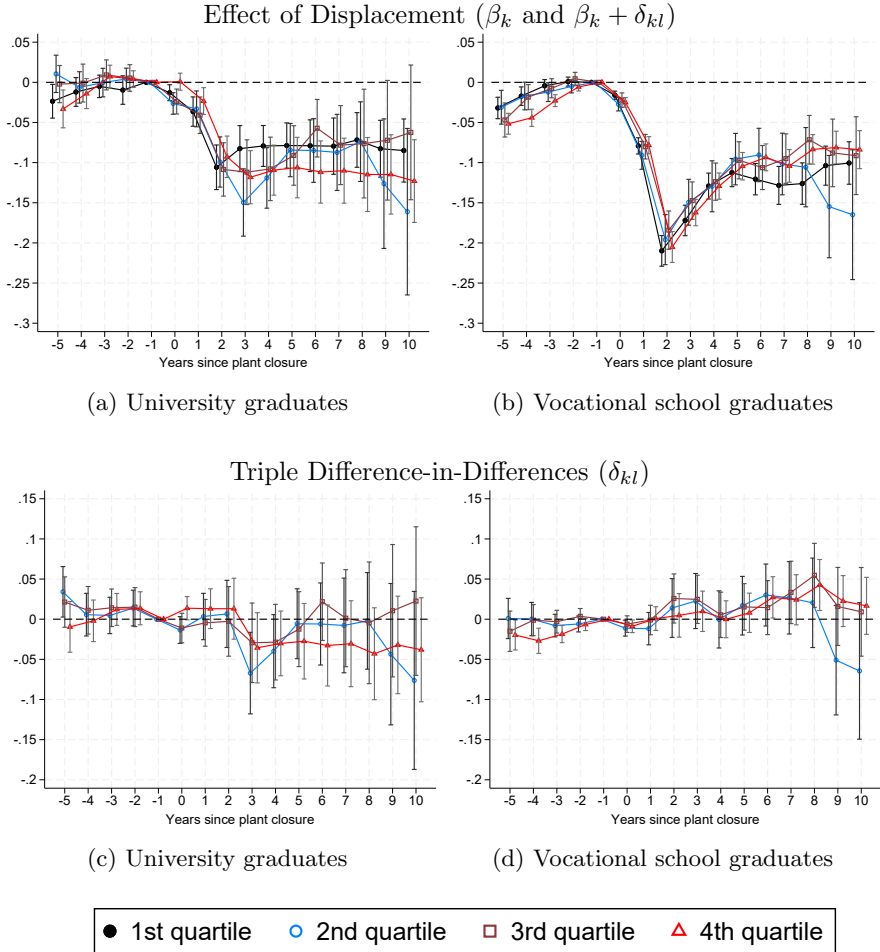 Effect of Displacement (βk and βk + δkl)
.05
0
-.05
-.1
-.15
-.2
-.25
-.3
-5 -4 -3 -2 -1 0 1 2 3 4 5 6 7 8 9 10
Years since plant closure
(a) University graduates
.05
0
-.05
-.1
-.15
-.2
-.25
-.3
-5 -4 -3 -2 -1 0 1 2 3 4 5 6 7 8 9 10
Years since plant closure
(b) Vocational school graduates
Triple Difference-in-Differences (δkl)
.15
.1
.05
0
-.05
-.1
-.15
-.2
-5 -4 -3 -2 -1 0 1 2 3 4 5 6 7 8 9 10
Years since plant closure
(c) University graduates
.15
.1
.05
0
-.05
-.1
-.15
-.2
-5 -4 -3 -2 -1 0 1 2 3 4 5 6 7 8 9 10
Years since plant closure
(d) Vocational school graduates
1st quartile 2nd quartile 3rd quartile 4th quartile